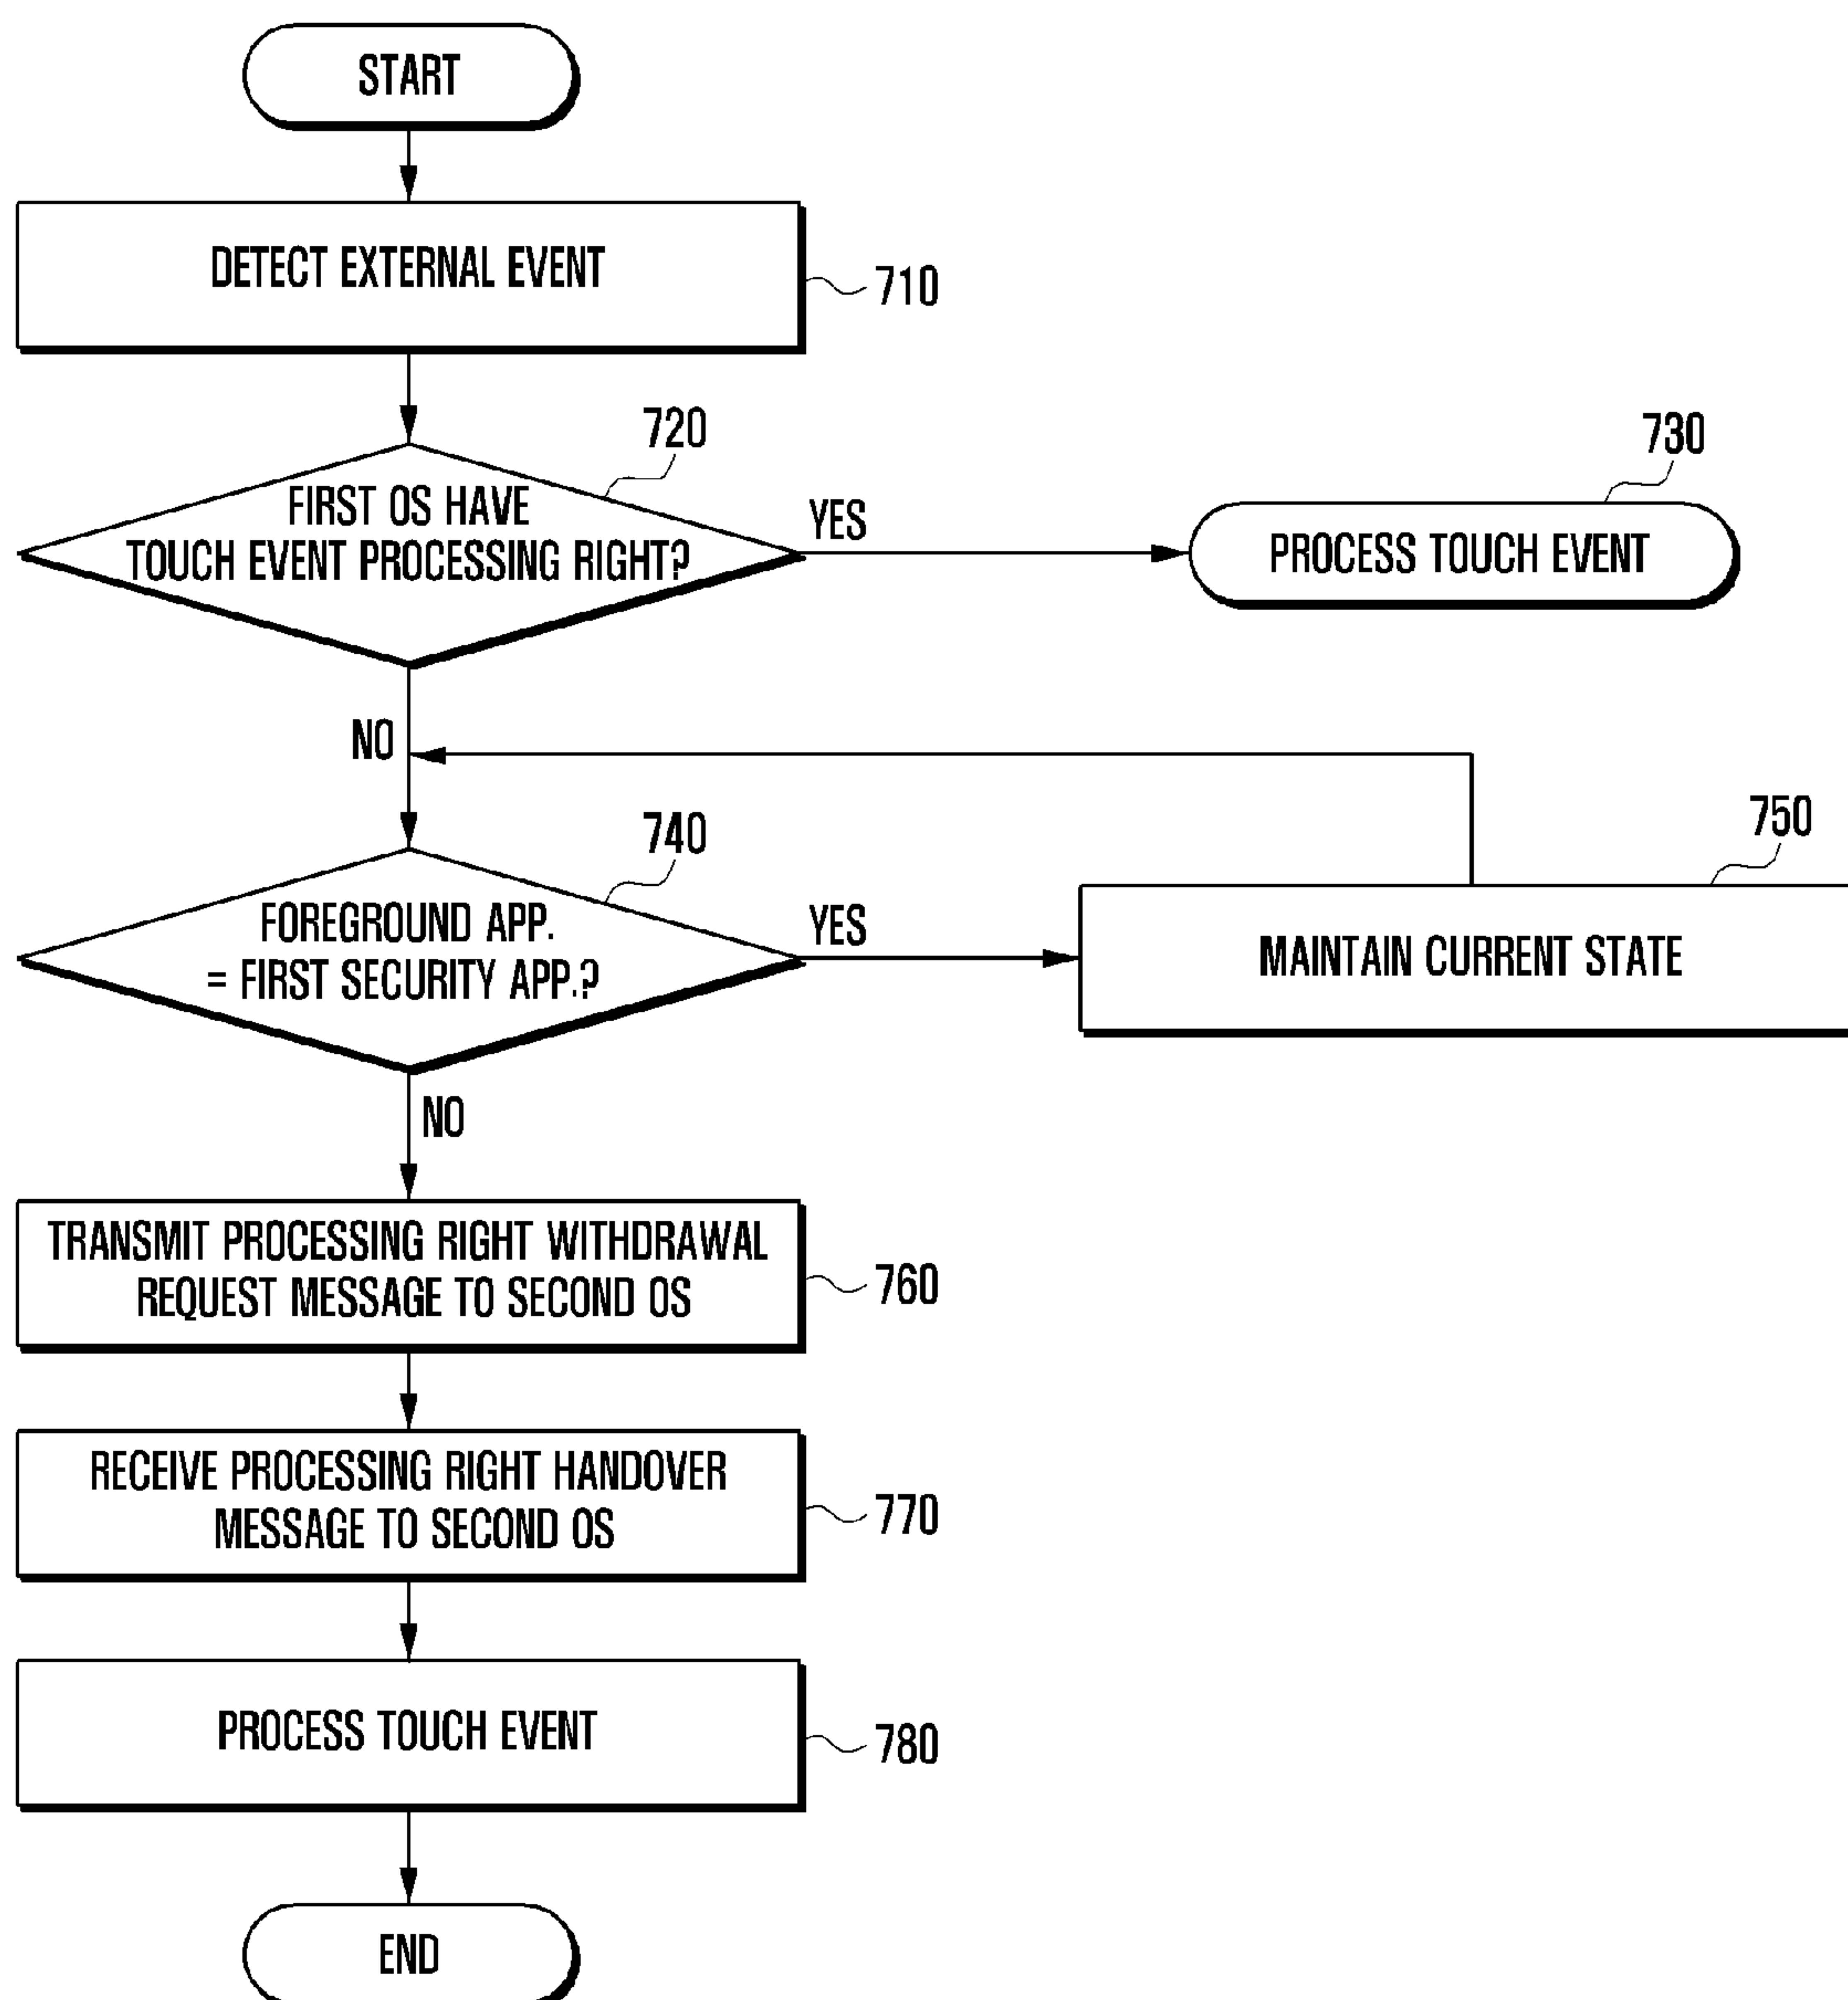 START
DETECT EXTERNAL EVENT
710
720
FIRST OS HAVE
TOUCH EVENT PROCESSING RIGHT?
YES
730
PROCESS TOUCH EVENT
NO
740
FOREGROUND APP.
= FIRST SECURITY APP.?
YES
750
MAINTAIN CURRENT STATE
NO
TRANSMIT PROCESSING RIGHT WITHDRAWAL
REQUEST MESSAGE TO SECOND OS
760
RECEIVE PROCESSING RIGHT HANDOVER
MESSAGE TO SECOND OS
770
PROCESS TOUCH EVENT
780
END